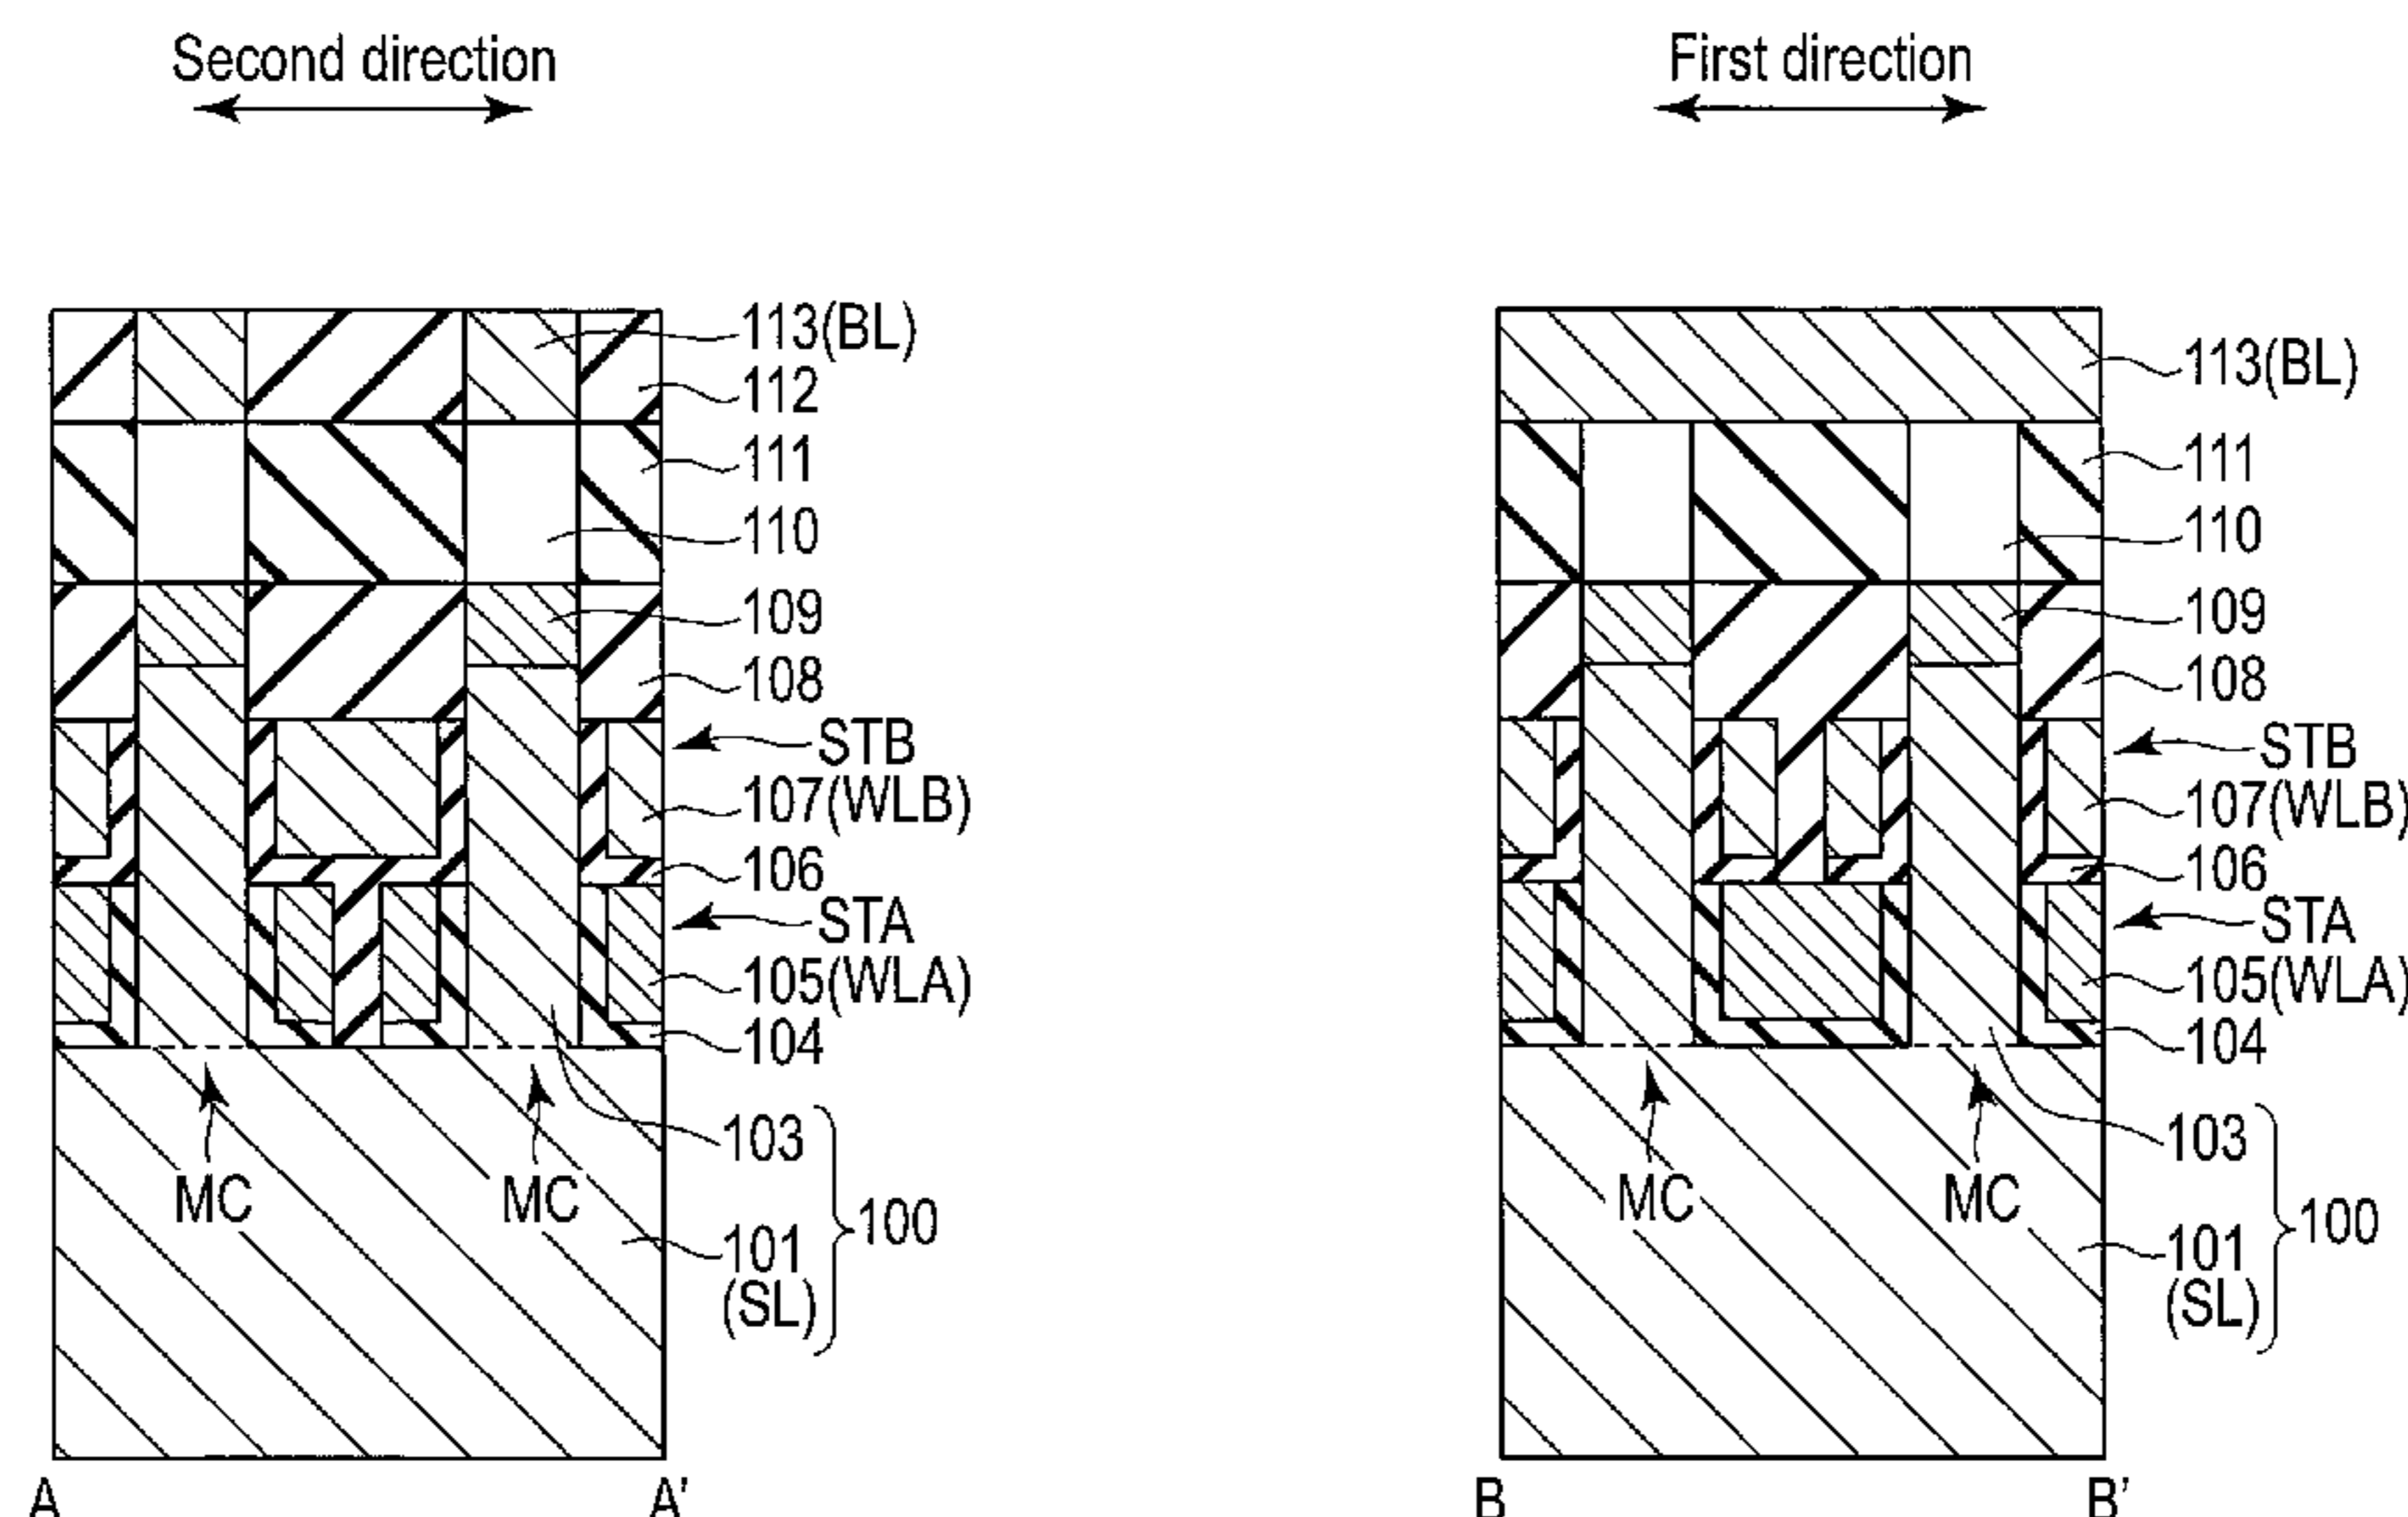 Second direction
113(BL)
112
111
110
109
108
STB
107(WLB)
106
STA
105(WLA)
104
103
101
(SL)
100
MC
MC
A
A'
First direction
113(BL)
111
110
109
108
STB
107(WLB)
106
STA
105(WLA)
104
103
101
(SL)
100
MC
MC
B
B'